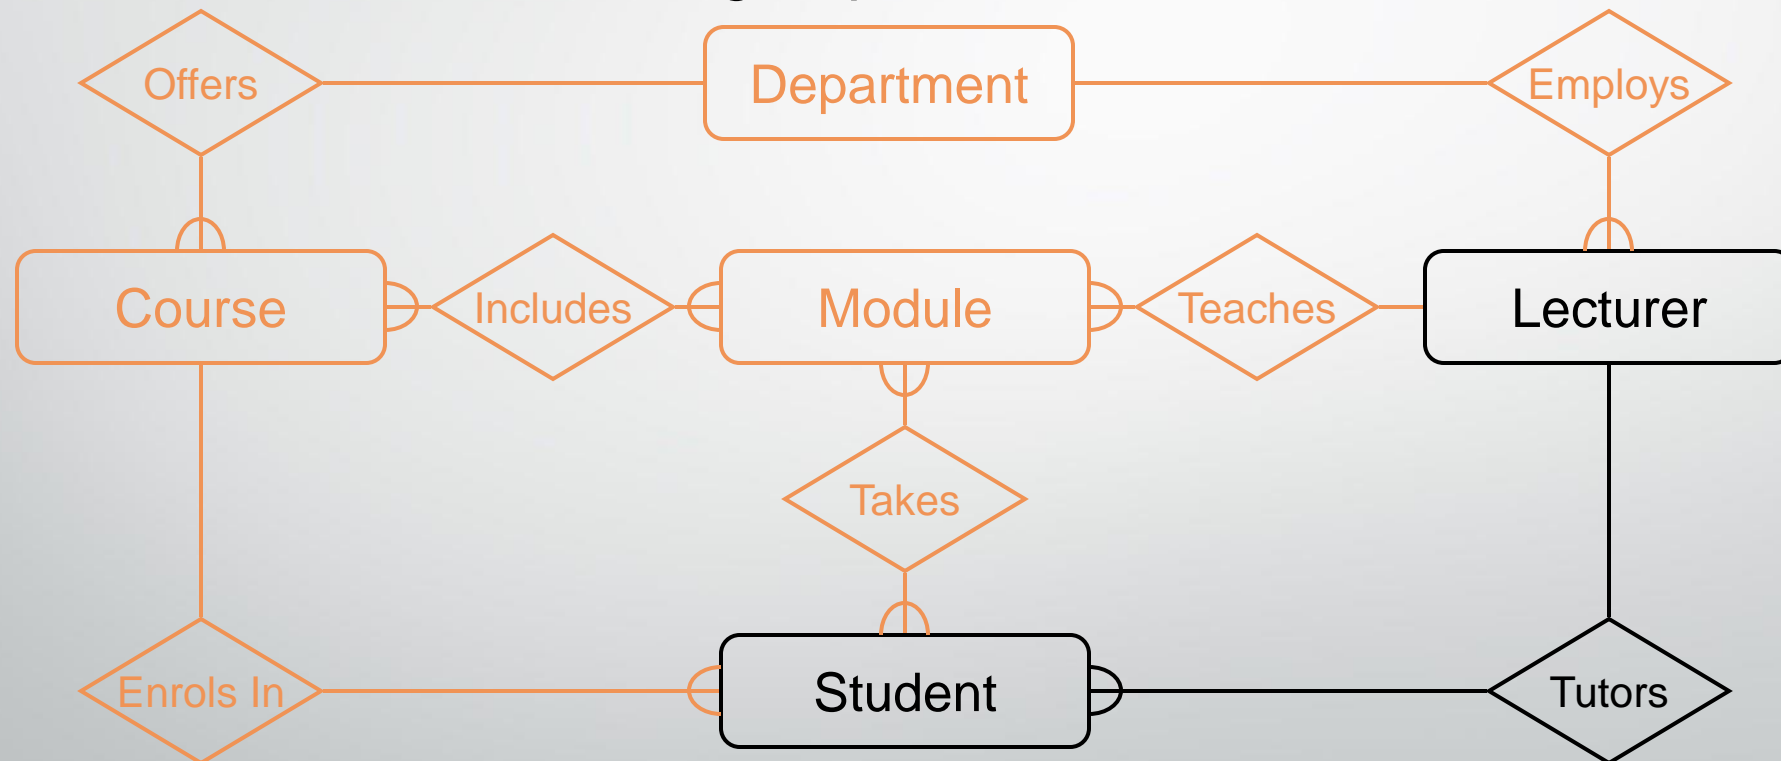 Offers
Department
Employs
Course
Includes
Module
Teaches
Lecturer
Takes
Enrols In
Student
Tutors